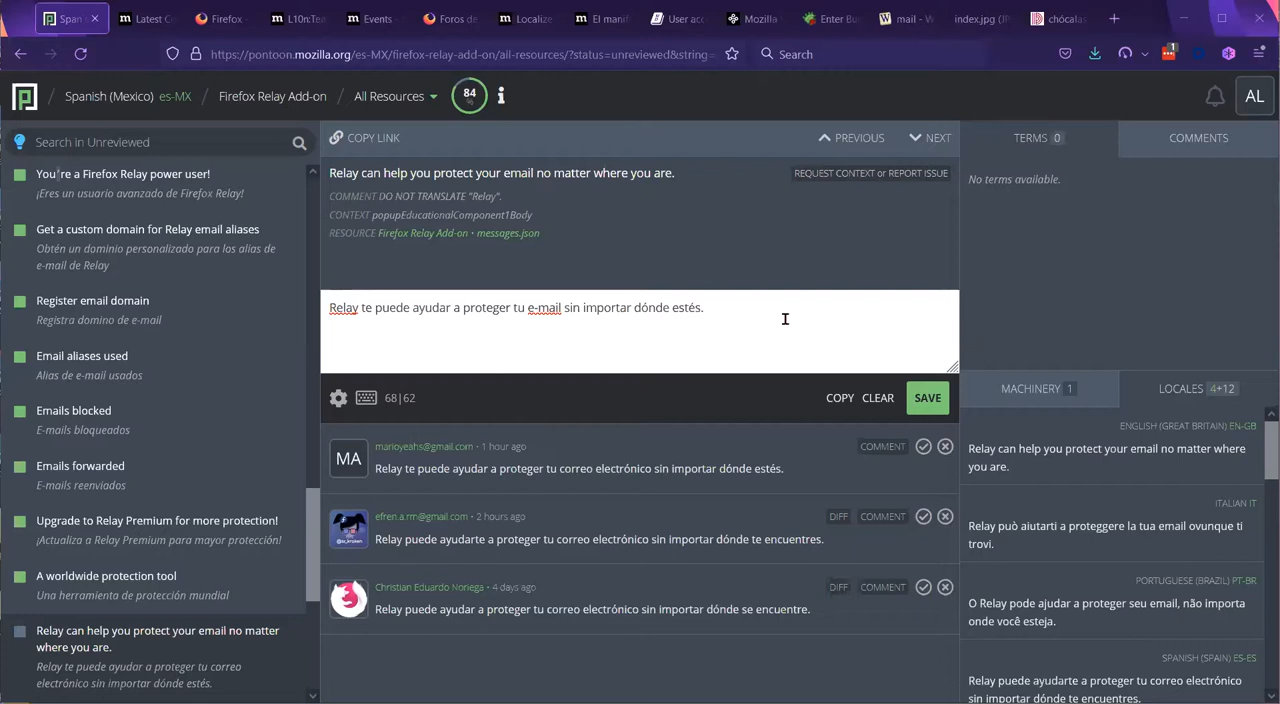 Span
Latest C
Firefox
L10n:Tea
Events -
Foros de
Localize
El manif
User acc
Mozilla
Enter Bu
mail - W
index.jpg (JP
chócalas
https://pontoon.mozilla.org/es-MX/firefox-relay-add-on/all-resources/?status=unreviewed&string=
Search
1
Spanish (Mexico) es-MX
Firefox Relay Add-on
All Resources
84
%
AL
Search in Unreviewed
You're a Firefox Relay power user!
¡Eres un usuario avanzado de Firefox Relay!
Get a custom domain for Relay email aliases
Obtén un dominio personalizado para los alias de
e-mail de Relay
Register email domain
Registra domino de e-mail
Email aliases used
Alias de e-mail usados
Emails blocked
E-mails bloqueados
Emails forwarded
E-mails reenviados
Upgrade to Relay Premium for more protection!
¡Actualiza a Relay Premium para mayor protección!
A worldwide protection tool
Una herramienta de protección mundial
Relay can help you protect your email no matter
where you are.
Relay te puede ayudar a proteger tu correo
electrónico sin importar dónde estés.
COPY LINK
PREVIOUS
NEXT
Relay can help you protect your email no matter where you are.
REQUEST CONTEXT or REPORT ISSUE
COMMENT DO NOT TRANSLATE "Relay".
CONTEXT popupEducationalComponent1Body
RESOURCE Firefox Relay Add-on • messages.json
Relay te puede ayudar a proteger tu e-mail sin importar dónde estés.
68|62
COPY
CLEAR
SAVE
MA
marioyeahs@gmail.com • 1 hour ago
COMMENT
Relay te puede ayudar a proteger tu correo electrónico sin importar dónde estés.
efren.a.rm@gmail.com • 2 hours ago
DIFF
COMMENT
Relay puede ayudarte a proteger tu correo electrónico sin importar dónde te encuentres.
Christian Eduardo Noriega • 4 days ago
DIFF
COMMENT
Relay puede ayudar a proteger tu correo electrónico sin importar dónde se encuentre.
TERMS 0
COMMENTS
No terms available.
MACHINERY 1
LOCALES 4+12
ENGLISH (GREAT BRITAIN) EN-GB
Relay can help you protect your email no matter where
you are.
ITALIAN IT
Relay può aiutarti a proteggere la tua email ovunque ti
trovi.
PORTUGUESE (BRAZIL) PT-BR
O Relay pode ajudar a proteger seu email, não importa
onde você esteja.
SPANISH (SPAIN) ES-ES
Relay puede ayudarte a proteger tu correo electrónico
sin importar dónde te encuentres.